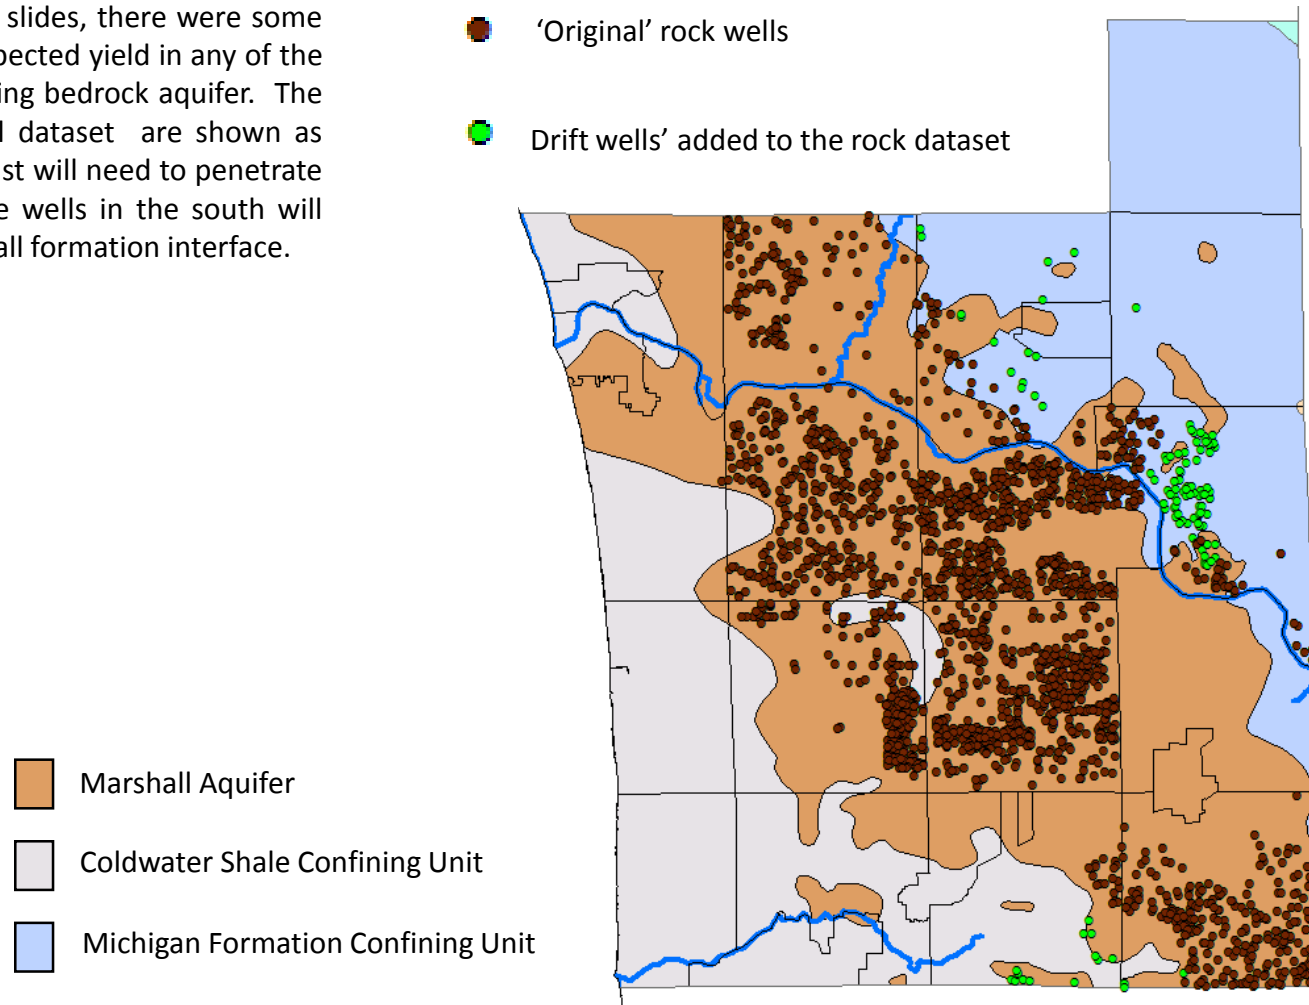 slides, there were some
pected yield in any of the
ing bedrock aquifer. The
l dataset are shown as
st will need to penetrate
e wells in the south will
all formation interface.
‘Original’ rock wells
Drift wells’ added to the rock dataset
Marshall Aquifer
Coldwater Shale Confining Unit
Michigan Formation Confining Unit